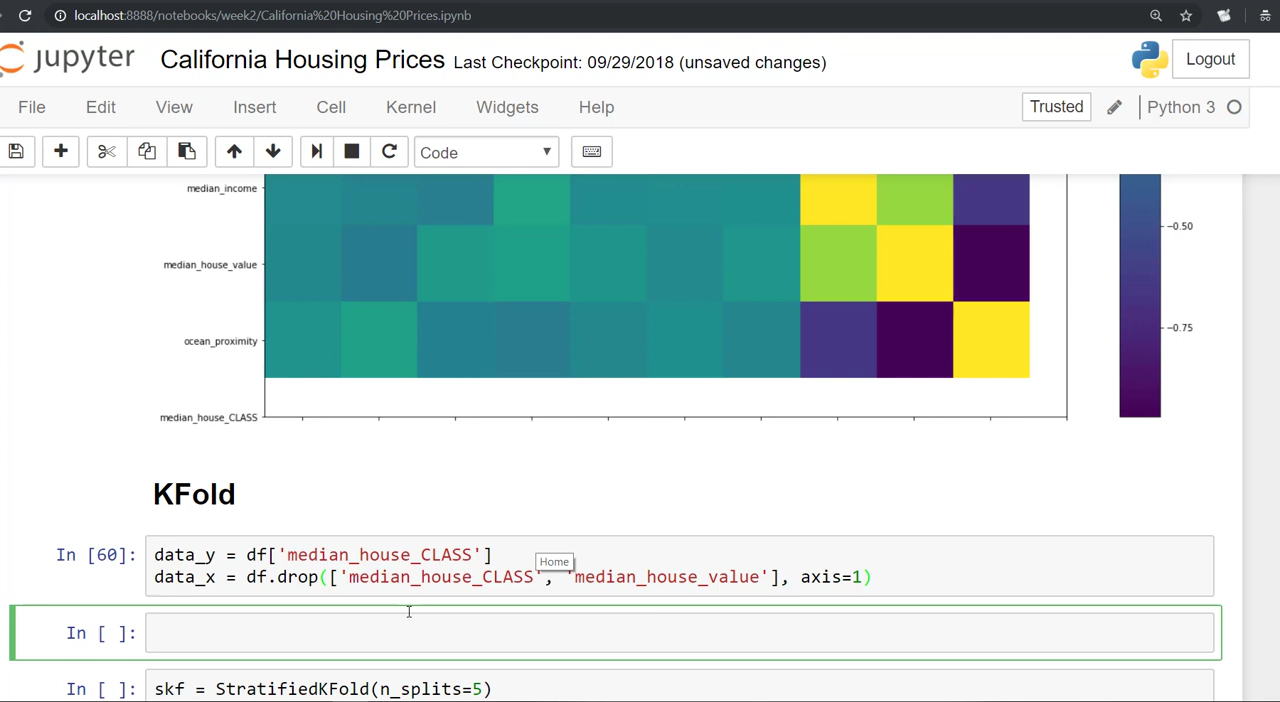 localhost:8888/notebooks/week2/California%20Housing%20Prices.ipynb
jupyter California Housing Prices Last Checkpoint: 09/29/2018 (unsaved changes) Logout
File Edit View Insert Cell Kernel Widgets Help Trusted Python 3
Code
median_income
−0.50
median_house_value
−0.75
ocean_proximity
median_house_CLASS
KFold
In [60]: data_y = df['median_house_CLASS']
Home
data_x = df.drop(['median_house_CLASS', 'median_house_value'], axis=1)
In [ ]:
In [ ]: skf = StratifiedKFold(n_splits=5)